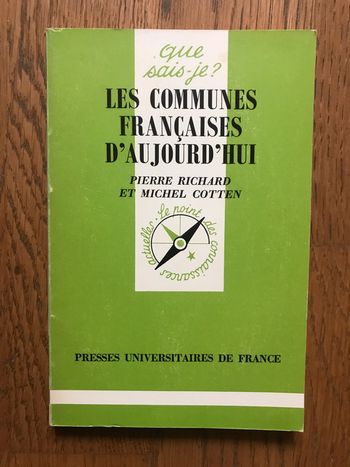 que
sais-je?
LES COMMUNES
FRANÇAISES
D'AUJOURD'HUI
PIERRE RICHARD
ET MICHEL COTTEN
Le point des connaissances actuelles
PRESSES UNIVERSITAIRES DE FRANCE